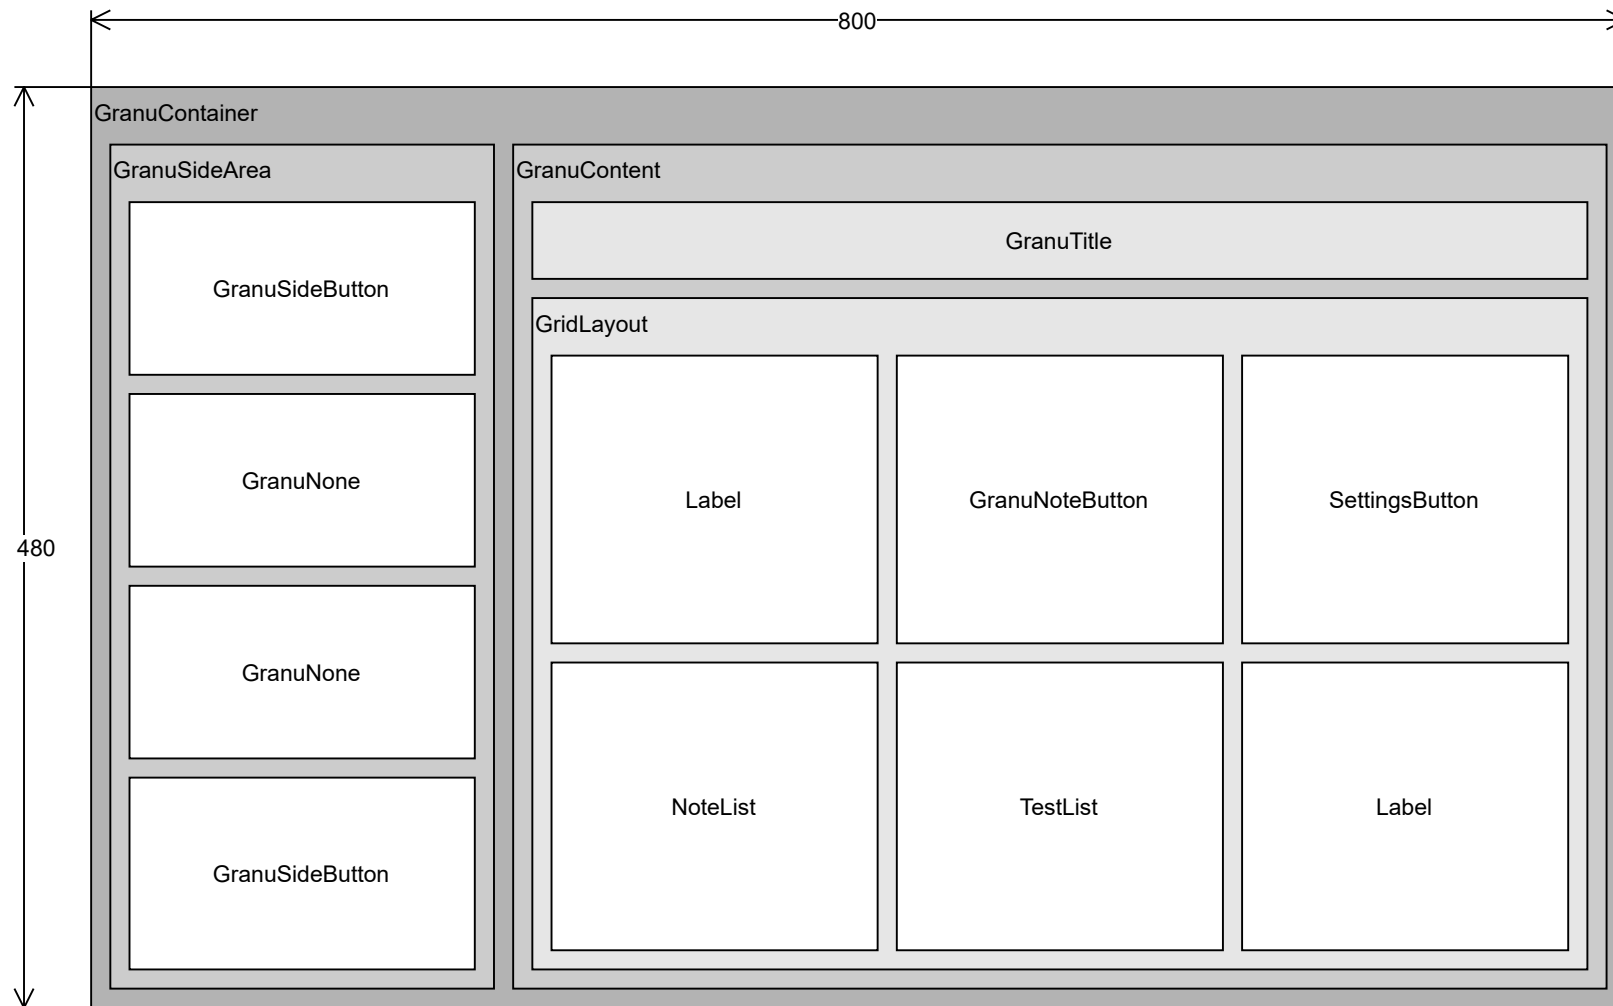 800
GranuContainer
GranuSideArea
GranuContent
GranuTitle
GranuSideButton
GridLayout
GranuNone
Label
GranuNoteButton
SettingsButton
480
GranuNone
NoteList
TestList
Label
GranuSideButton